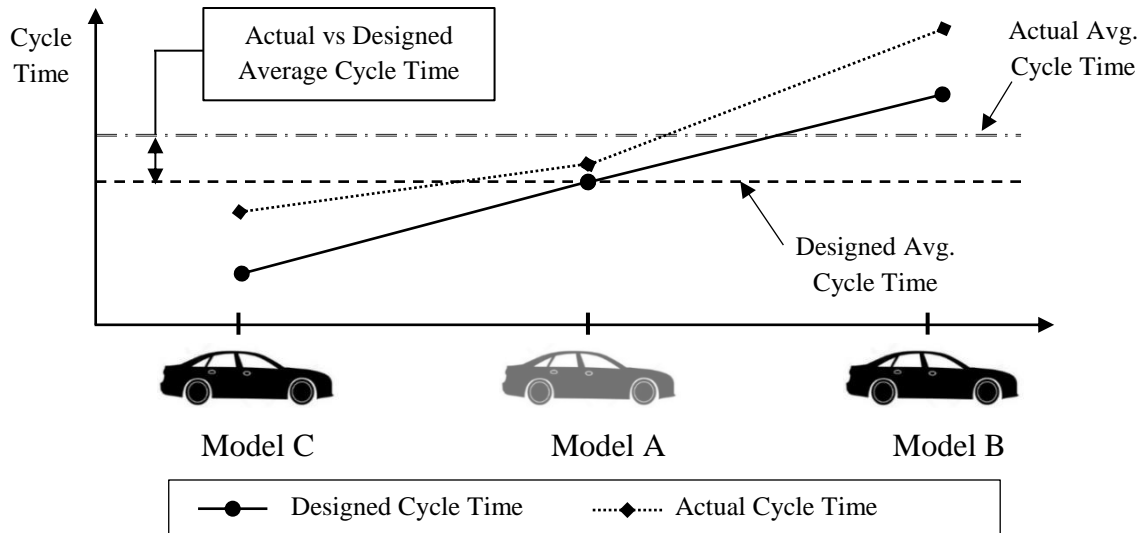 Cycle
Time
Actual vs Designed
Average Cycle Time
Actual Avg.
Cycle Time
Designed Avg.
Cycle Time
Model C
Model A
Model B
Designed Cycle Time
Actual Cycle Time